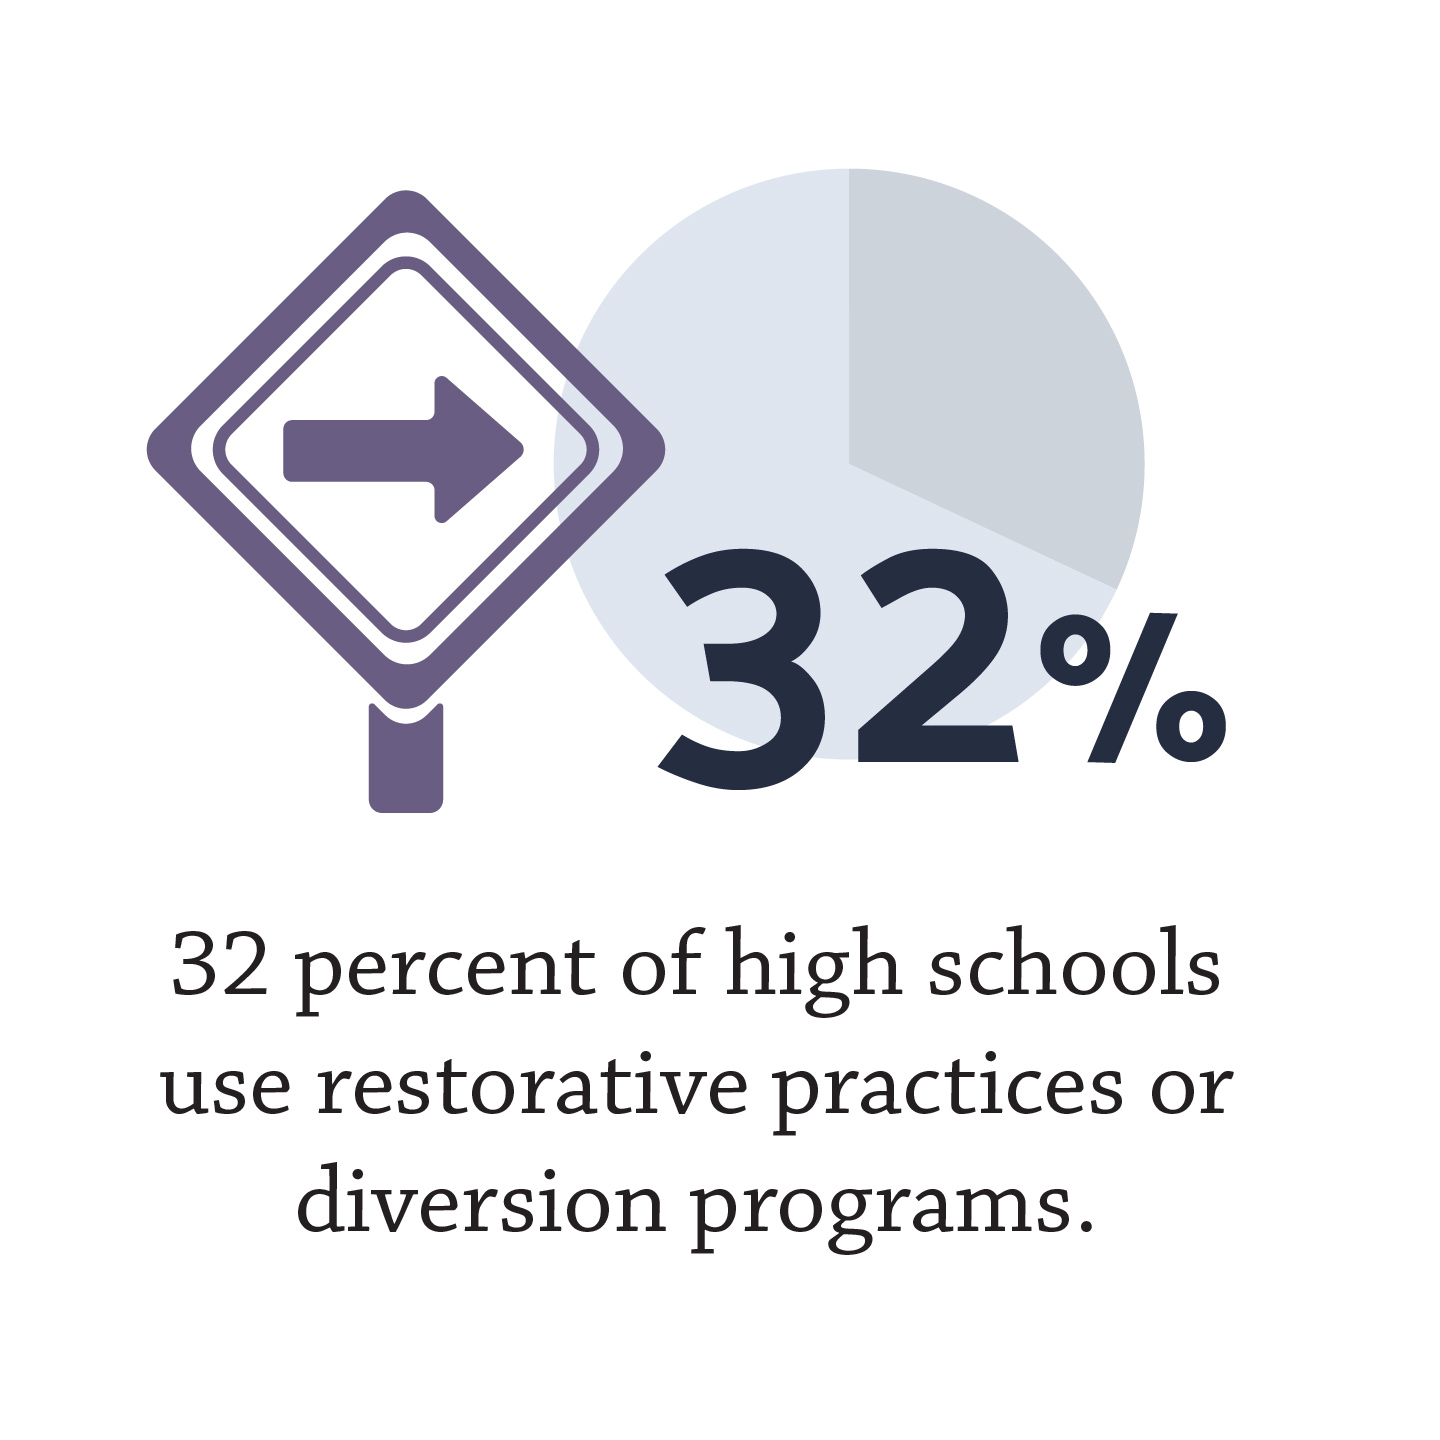 32%
32 percent of high schools
use restorative practices or
diversion programs.